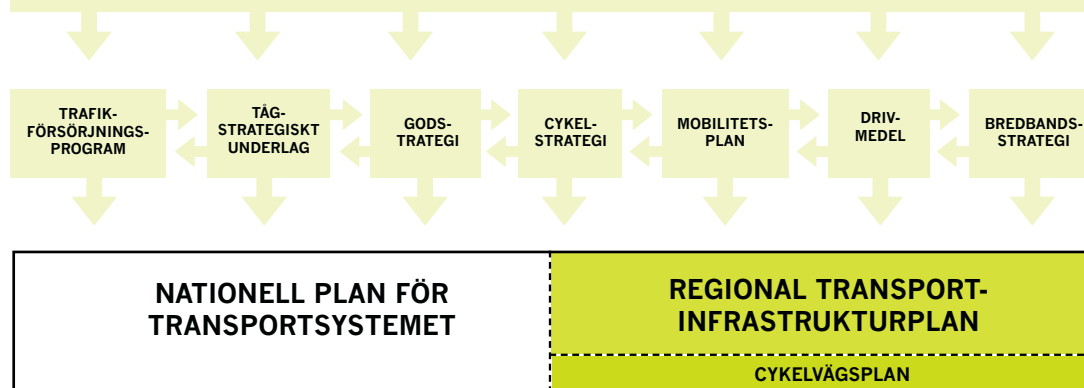 TRAFIK-
FÖRSÖRJNINGS-
PROGRAM
TÅG-
STRATEGISKT
UNDERLAG
GODS-
TRATEGI
CYKEL-
STRATEGI
MOBILITETS-
PLAN
DRIV-
MEDEL
BREDBANDS-
STRATEGI
NATIONELL PLAN FÖR
TRANSPORTSYSTEMET
REGIONAL TRANSPORT-
INFRASTRUKTURPLAN
CYKELVÄGSPLAN